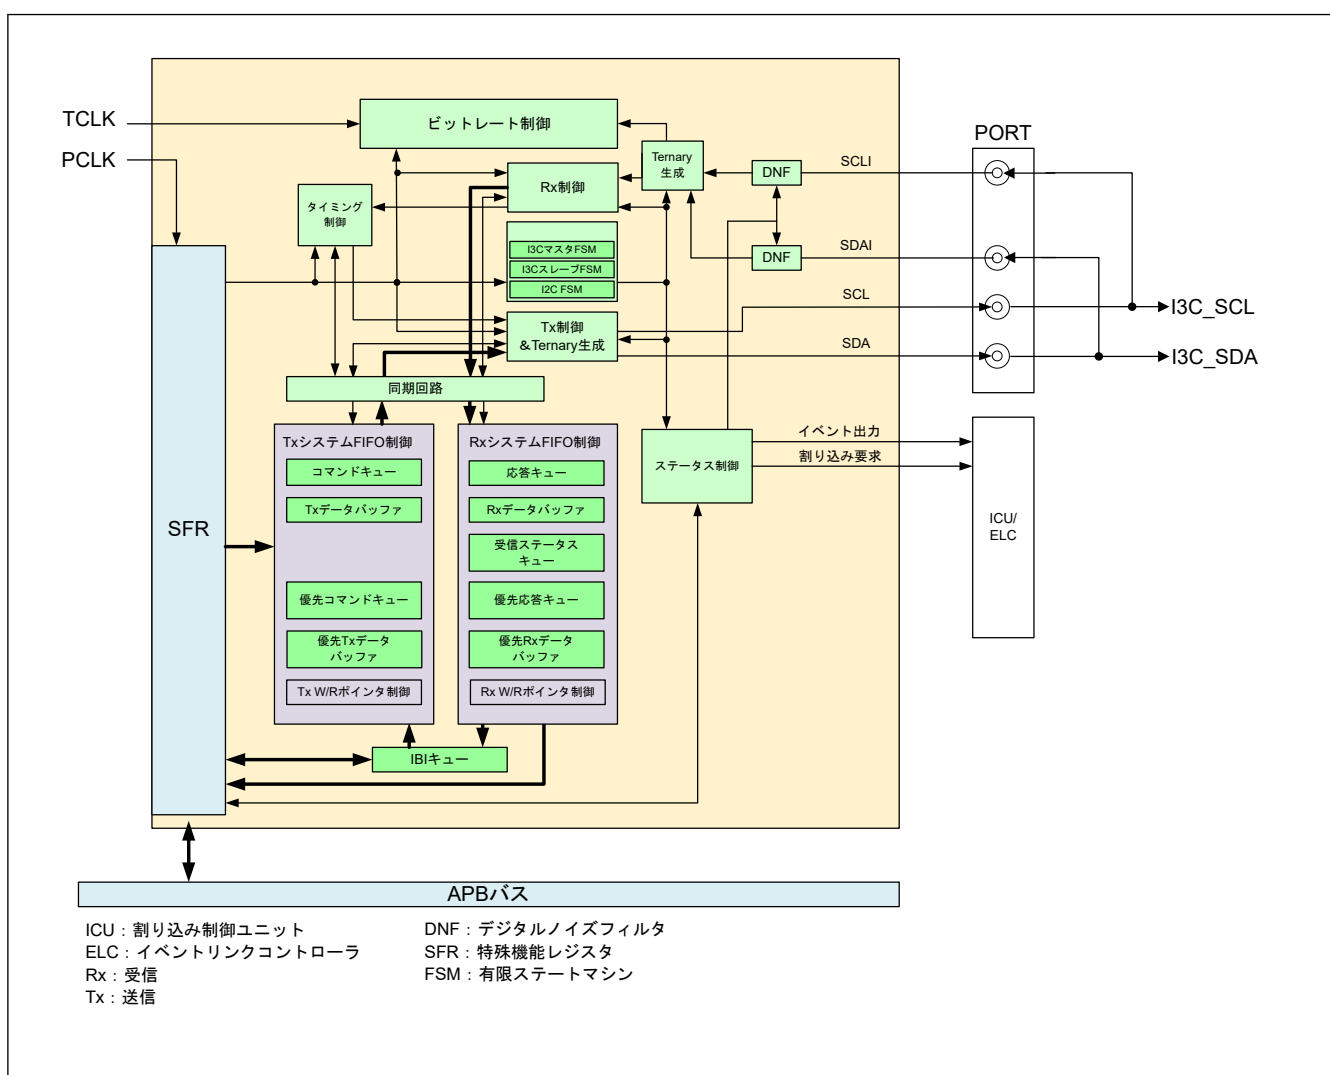 TCLK
PCLK
ビットレート制御
Ternary
生成
Rx制御
DNF
SCLI
PORT
タイミング
制御
I3CマスタFSM
I3CスレーブFSM
I2C FSM
DNF
SDAI
Tx制御
&Ternary生成
SCL
SDA
I3C_SCL
I3C_SDA
同期回路
TxシステムFIFO制御
コマンドキュー
Txデータバッファ
優先コマンドキュー
優先Txデータ
バッファ
Tx W/Rポインタ制御
RxシステムFIFO制御
応答キュー
Rxデータバッファ
受信ステータス
キュー
優先応答キュー
優先Rxデータ
バッファ
Rx W/Rポインタ制御
ステータス制御
イベント出力
割り込み要求
ICU/
ELC
SFR
IBIキュー
APBバス
ICU：割り込み制御ユニット
ELC：イベントリンクコントローラ
Rx：受信
Tx：送信
DNF：デジタルノイズフィルタ
SFR：特殊機能レジスタ
FSM：有限ステートマシン